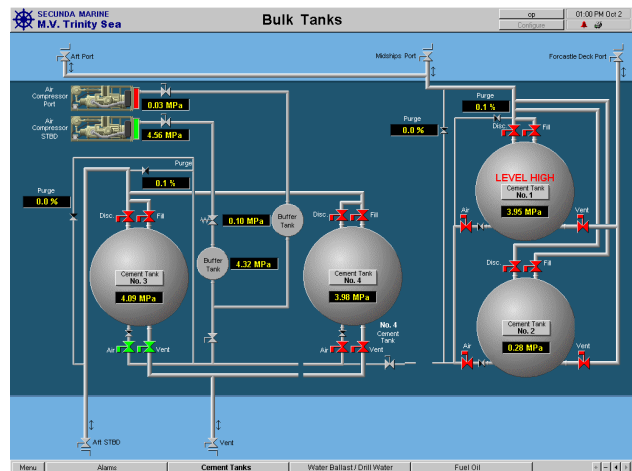 SECUNDA MARINE
M.V. Trinity Sea
Bulk Tanks
op
Configure
01:00 PM Oct 2
Aft Port
Midships Port
Forcastle Deck Port
Air
Compressor
Port
0.03 MPa
Air
Compressor
STBD
4.56 MPa
Purge
0.1 %
Purge
0.0 %
Purge
0.1 %
0.0 %
Disc.
Fill
LEVEL HIGH
Cement Tank
No. 1
3.95 MPa
Air
Vent
Disc.
Fill
Cement Tank
No. 2
0.28 MPa
Air
Vent
Disc.
Fill
Cement Tank
No. 3
4.09 MPa
Air
Vent
0.10 MPa
Buffer
Tank
Buffer
Tank
4.32 MPa
Disc.
Fill
Cement Tank
No. 4
3.98 MPa
Air
Vent
No. 4
Cement
Tank
Aft STBD
Vent
Menu
Alarms
Cement Tanks
Water Ballast / Drill Water
Fuel Oil
+
-